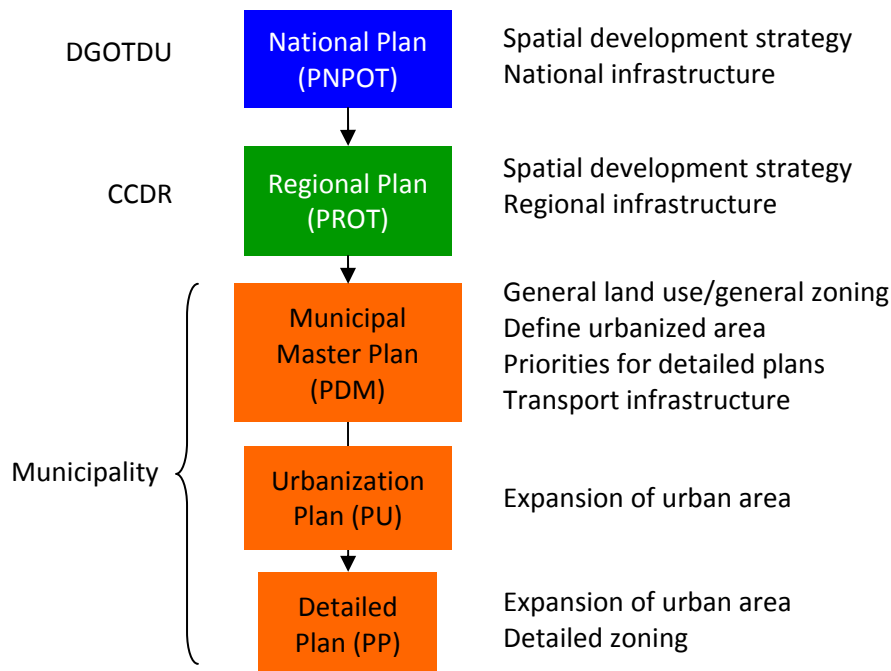 DGOTDU
National Plan
(PNPOT)
Spatial development strategy
National infrastructure
CCDR
Regional Plan
(PROT)
Spatial development strategy
Regional infrastructure
Municipality
Municipal
Master Plan
(PDM)
General land use/general zoning
Define urbanized area
Priorities for detailed plans
Transport infrastructure
Urbanization
Plan (PU)
Expansion of urban area
Detailed
Plan (PP)
Expansion of urban area
Detailed zoning